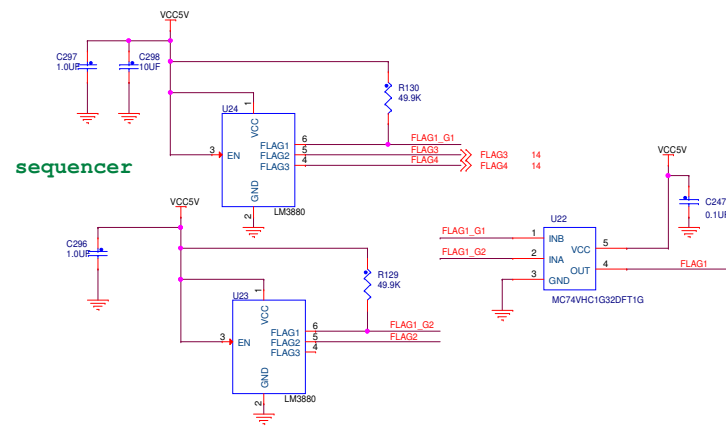 VCC5V
C297
1.0UF
C298
10UF
R130
49.9K
U24
1
VCC
3
EN
FLAG1
6
FLAG1_G1
FLAG2
5
FLAG3
FLAG3
4
FLAG4
FLAG3 14
FLAG4 14
GND
2
LM3880
sequencer
VCC5V
C296
1.0UF
R129
49.9K
U23
1
VCC
3
EN
FLAG1
6
FLAG1_G2
FLAG2
5
FLAG2
FLAG3
4
GND
2
LM3880
VCC5V
C247
0.1UF
U22
FLAG1_G1
1
INB
FLAG1_G2
2
INA
3
GND
VCC
5
OUT
4
FLAG1
MC74VHC1G32DFT1G